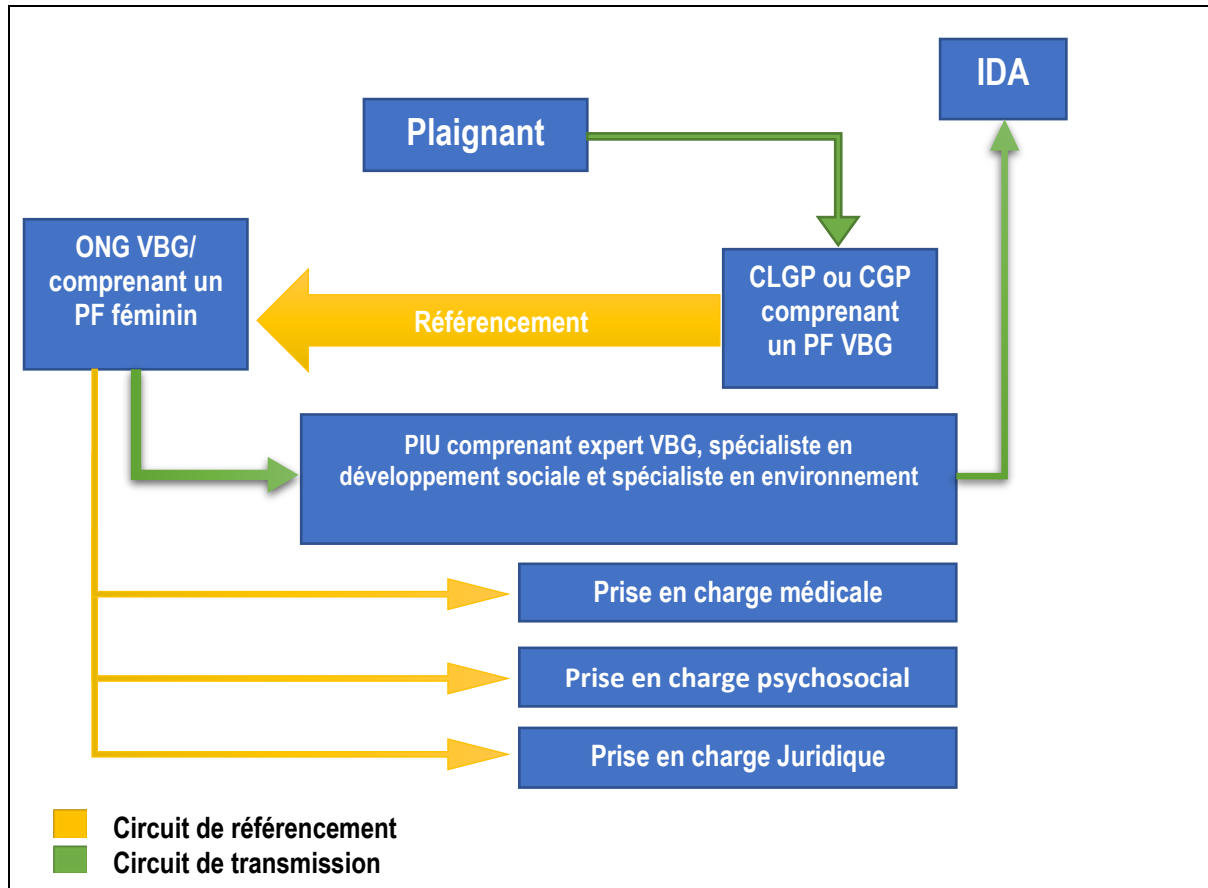 IDA
Plaignant
ONG VBG/
comprenant un
PF féminin
Référencement
CLGP ou CGP
comprenant
un PF VBG
PIU comprenant expert VBG, spécialiste en
développement sociale et spécialiste en environnement
Prise en charge médicale
Prise en charge psychosocial
Prise en charge Juridique
Circuit de référencement
Circuit de transmission